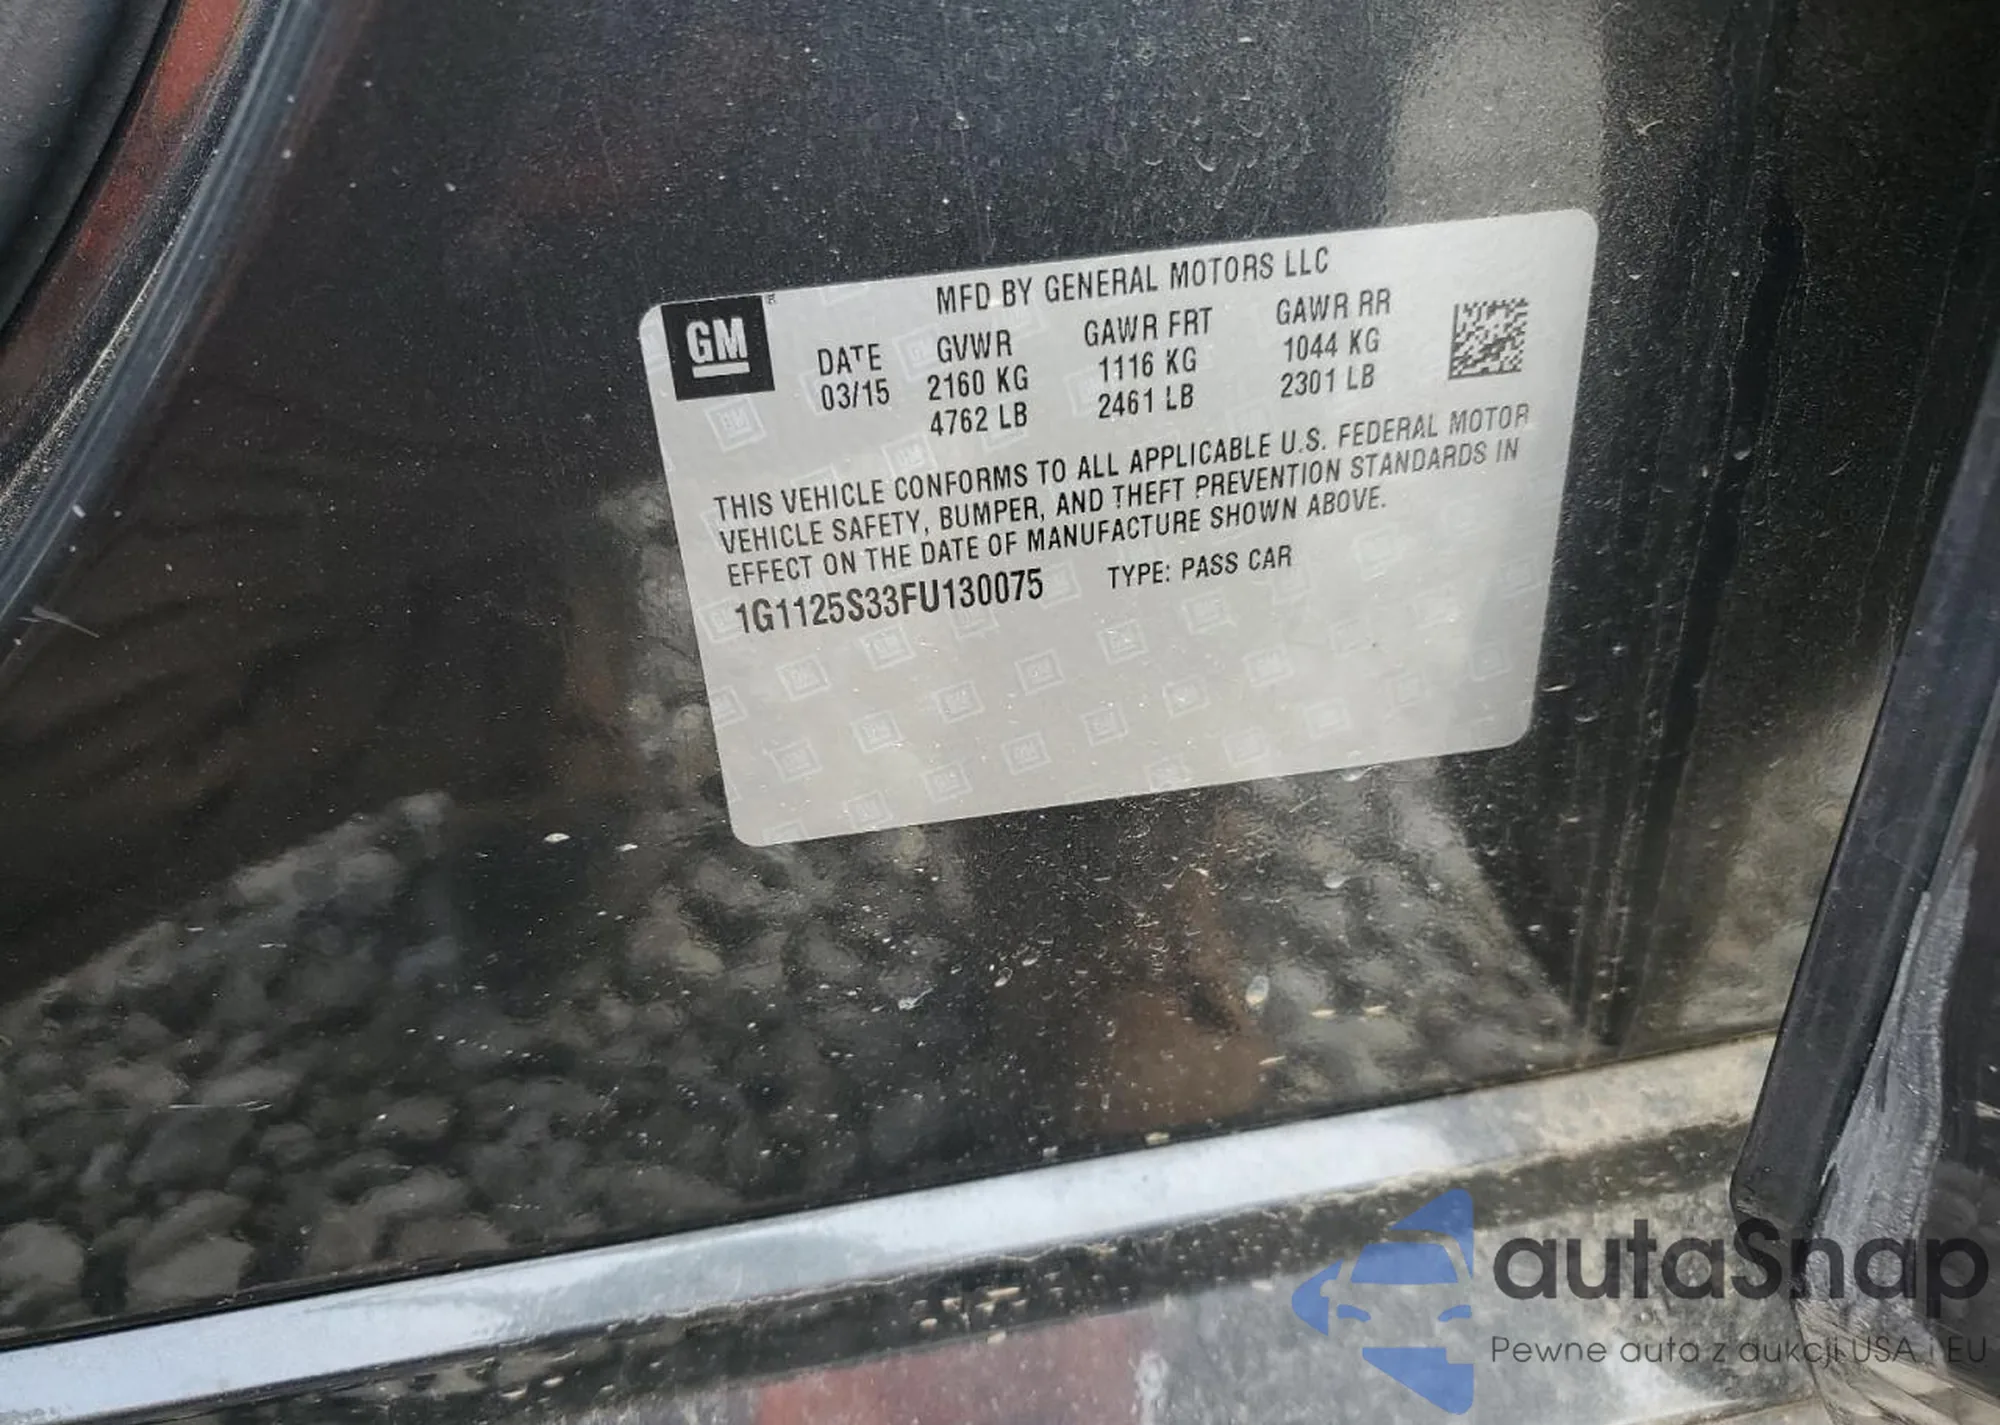 MFD BY GENERAL MOTORS LLC
GM
DATE GVWR GAWR FRT GAWR RR
03/15 2160 KG 1116 KG 1044 KG
4762 LB 2461 LB 2301 LB
THIS VEHICLE CONFORMS TO ALL APPLICABLE U.S. FEDERAL MOTOR
VEHICLE SAFETY, BUMPER, AND THEFT PREVENTION STANDARDS IN
EFFECT ON THE DATE OF MANUFACTURE SHOWN ABOVE.
1G1125S33FU130075 TYPE: PASS CAR
autaSnap
Pewne auta z aukcji USA i EU